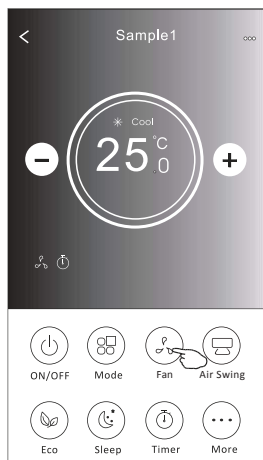 Sample1
Cool
25°C
.0
ON/OFF Mode Fan Air Swing
Eco Sleep Timer More